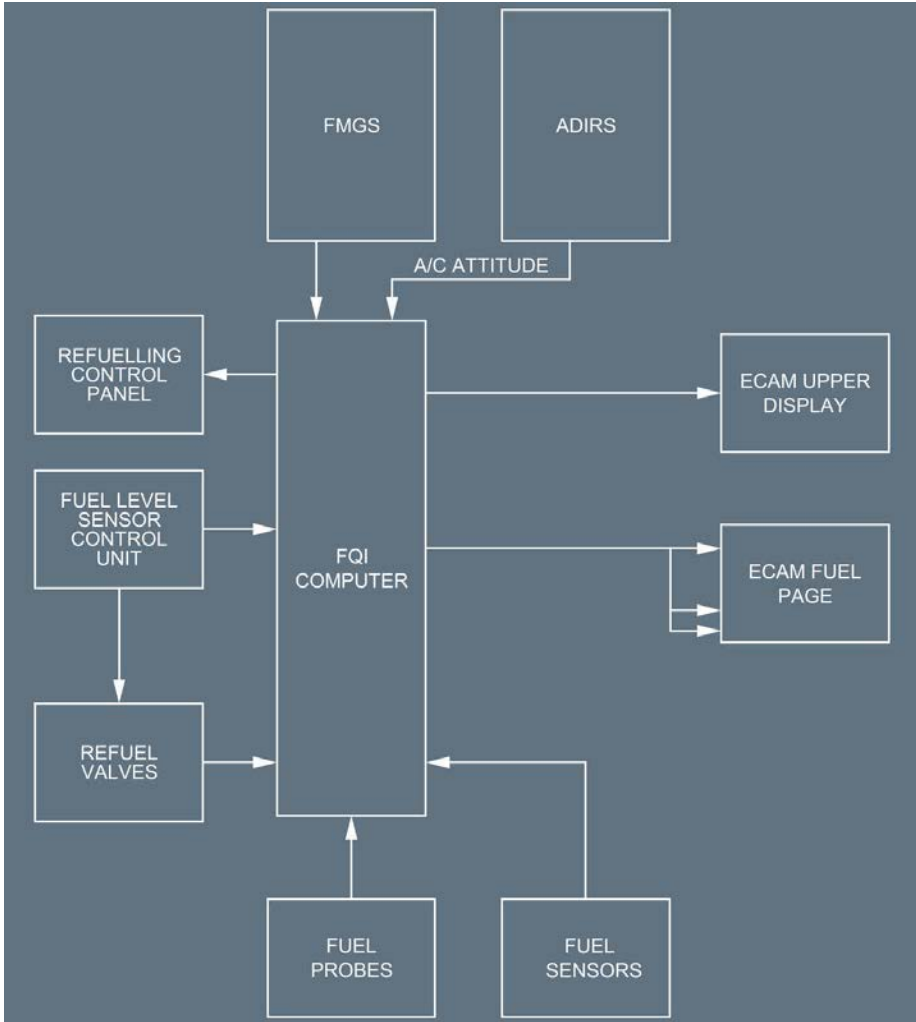 FMGS
ADIRS
A/C ATTITUDE
REFUELLING
CONTROL
PANEL
ECAM UPPER
DISPLAY
FUEL LEVEL
SENSOR
CONTROL
UNIT
FQI
COMPUTER
ECAM FUEL
PAGE
REFUEL
VALVES
FUEL
PROBES
FUEL
SENSORS